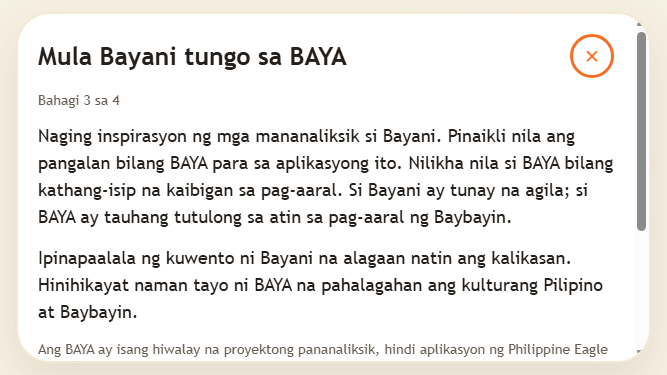 Mula Bayani tungo sa BAYA
Bahagi 3 sa 4
Naging inspirasyon ng mga mananaliksik si Bayani. Pinaikli nila ang
pangalan bilang BAYA para sa aplikasyong ito. Nilikha nila si BAYA bilang
kathang-isip na kaibigan sa pag-aaral. Si Bayani ay tunay na agila; si
BAYA ay tauhang tutulong sa atin sa pag-aaral ng Baybayin.
Ipinapaalala ng kuwento ni Bayani na alagaan natin ang kalikasan.
Hinihikayat naman tayo ni BAYA na pahalagahan ang kulturang Pilipino
at Baybayin.
Ang BAYA ay isang hiwalay na proyektong pananaliksik, hindi aplikasyon ng Philippine Eagle